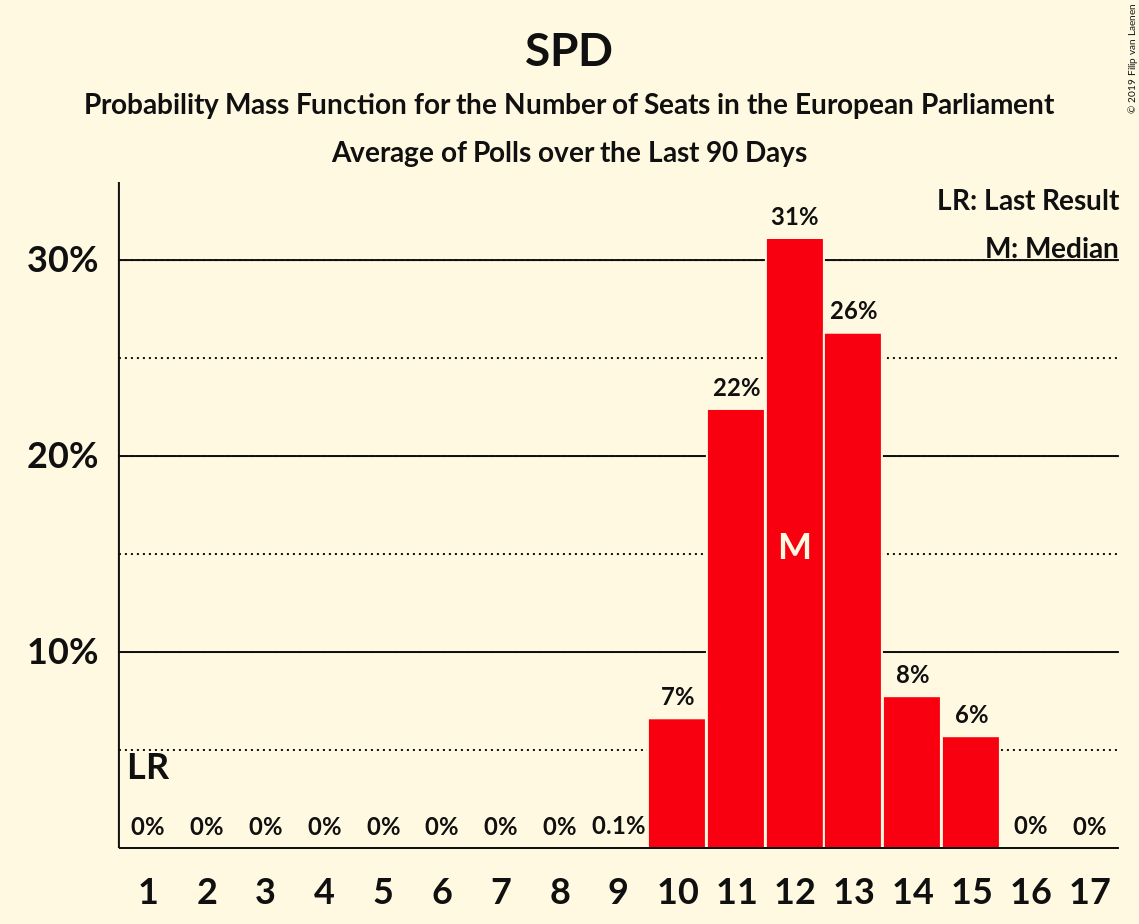 SPD
Probability Mass Function for the Number of Seats in the European Parliament
Average of Polls over the Last 90 Days
© 2019 Filip van Laenen
LR: Last Result
M: Median
30%
20%
10%
31%
26%
22%
M
8%
7%
6%
LR
0% 0% 0% 0% 0% 0% 0% 0% 0.1% 0% 0%
1 2 3 4 5 6 7 8 9 10 11 12 13 14 15 16 17